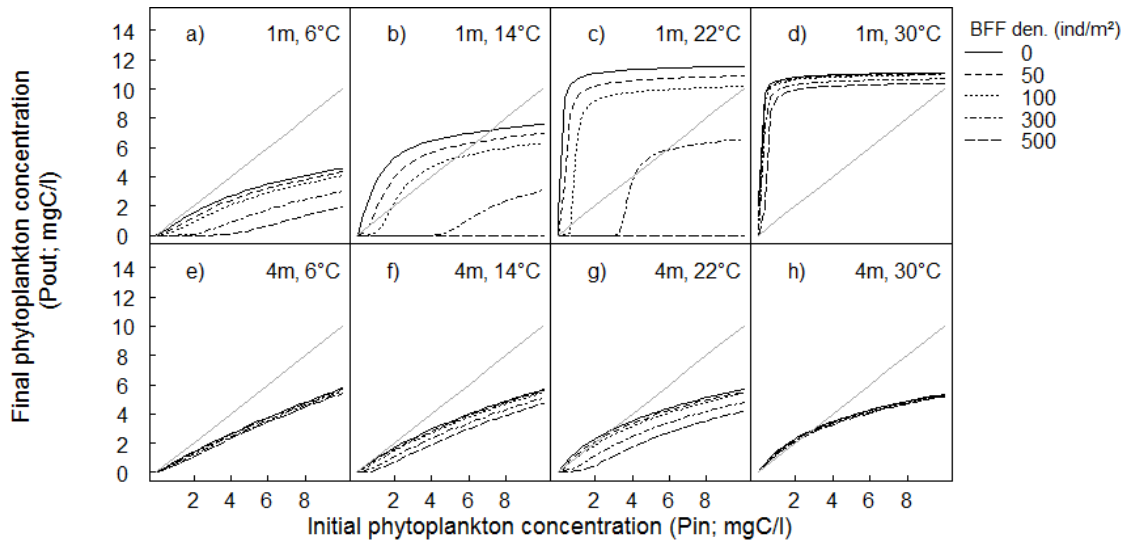 a) 1m, 6°C
b) 1m, 14°C
c) 1m, 22°C
d) 1m, 30°C
BFF den. (ind/m²)
0
50
100
300
500
14
12
10
8
6
4
2
0
e) 4m, 6°C
f) 4m, 14°C
g) 4m, 22°C
h) 4m, 30°C
14
12
10
8
6
4
2
0
2 4 6 8
2 4 6 8
2 4 6 8
2 4 6 8
Final phytoplankton concentration
(Pout; mgC/l)
Initial phytoplankton concentration (Pin; mgC/l)